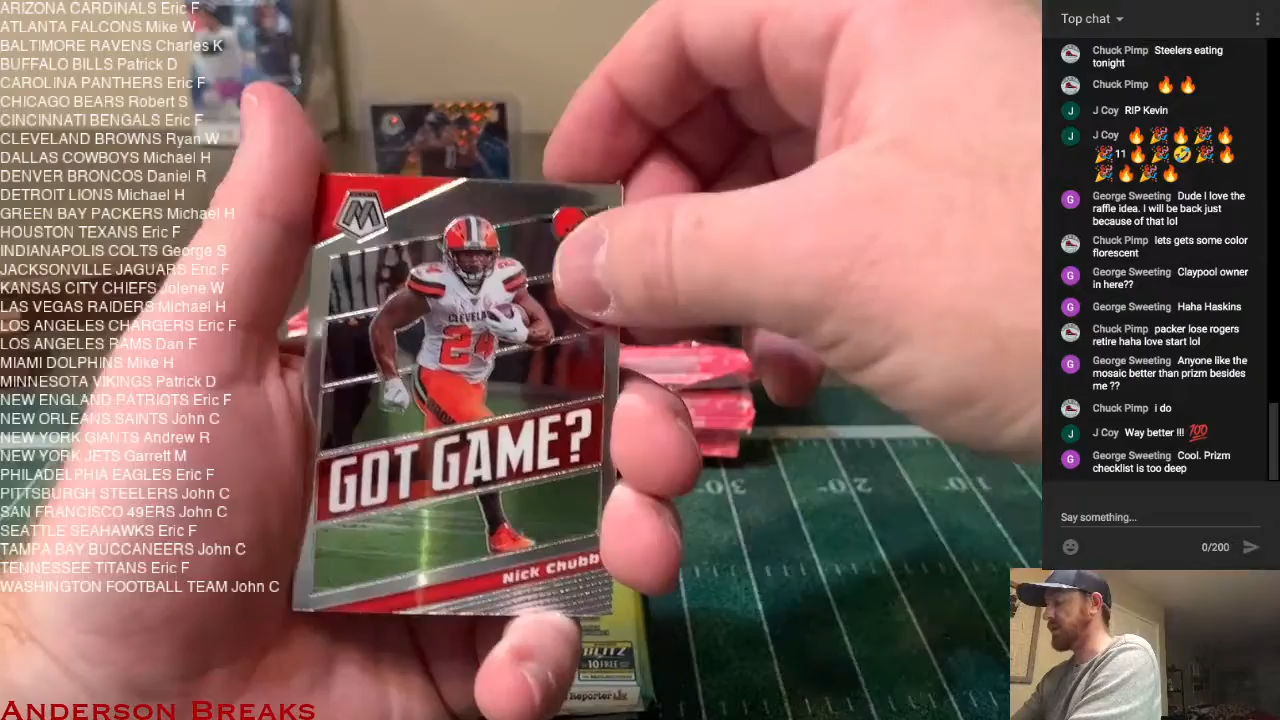 ARIZONA CARDINALS Eric F
ATLANTA FALCONS Mike W
BALTIMORE RAVENS Charles K
BUFFALO BILLS Patrick D
CAROLINA PANTHERS Eric F
CHICAGO BEARS Robert S
CINCINNATI BENGALS Eric F
CLEVELAND BROWNS Ryan W
DALLAS COWBOYS Michael H
DENVER BRONCOS Daniel R
DETROIT LIONS Michael H
GREEN BAY PACKERS Michael H
HOUSTON TEXANS Eric F
INDIANAPOLIS COLTS George S
JACKSONVILLE JAGUARS Eric F
KANSAS CITY CHIEFS Jolene W
LAS VEGAS RAIDERS Michael H
LOS ANGELES CHARGERS Eric F
LOS ANGELES RAMS Dan F
MIAMI DOLPHINS Mike H
MINNESOTA VIKINGS Patrick D
NEW ENGLAND PATRIOTS Eric F
NEW ORLEANS SAINTS John C
NEW YORK GIANTS Andrew R
NEW YORK JETS Garrett M
PHILADELPHIA EAGLES Eric F
PITTSBURGH STEELERS John C
SAN FRANCISCO 49ERS John C
SEATTLE SEAHAWKS Eric F
TAMPA BAY BUCCANEERS John C
TENNESSEE TITANS Eric F
WASHINGTON FOOTBALL TEAM John C
ANDERSON BREAKS
M
24
GOT GAME?
NICK CHUBB
BLITZ
10 FREE
Reporter
30
20
10
Top chat
Chuck Pimp Steelers eating
tonight
Chuck Pimp 🔥 🔥
J J Coy RIP Kevin
J J Coy 🔥 🎉 🔥 🎉 🔥
🎉 11 🔥 🎉 🤣 🎉 🔥
🎉 🔥 🎉 🔥
G George Sweeting Dude I love the
raffle idea. I will be back just
because of that lol
Chuck Pimp lets gets some color
florescent
G George Sweeting Claypool owner
in here??
G George Sweeting Haha Haskins
Chuck Pimp packer lose rogers
retire haha love start lol
G George Sweeting Anyone like the
mosaic better than prizm besides
me ??
Chuck Pimp i do
J J Coy Way better !!! 💯
G George Sweeting Cool. Prizm
checklist is too deep
Say something...
0/200